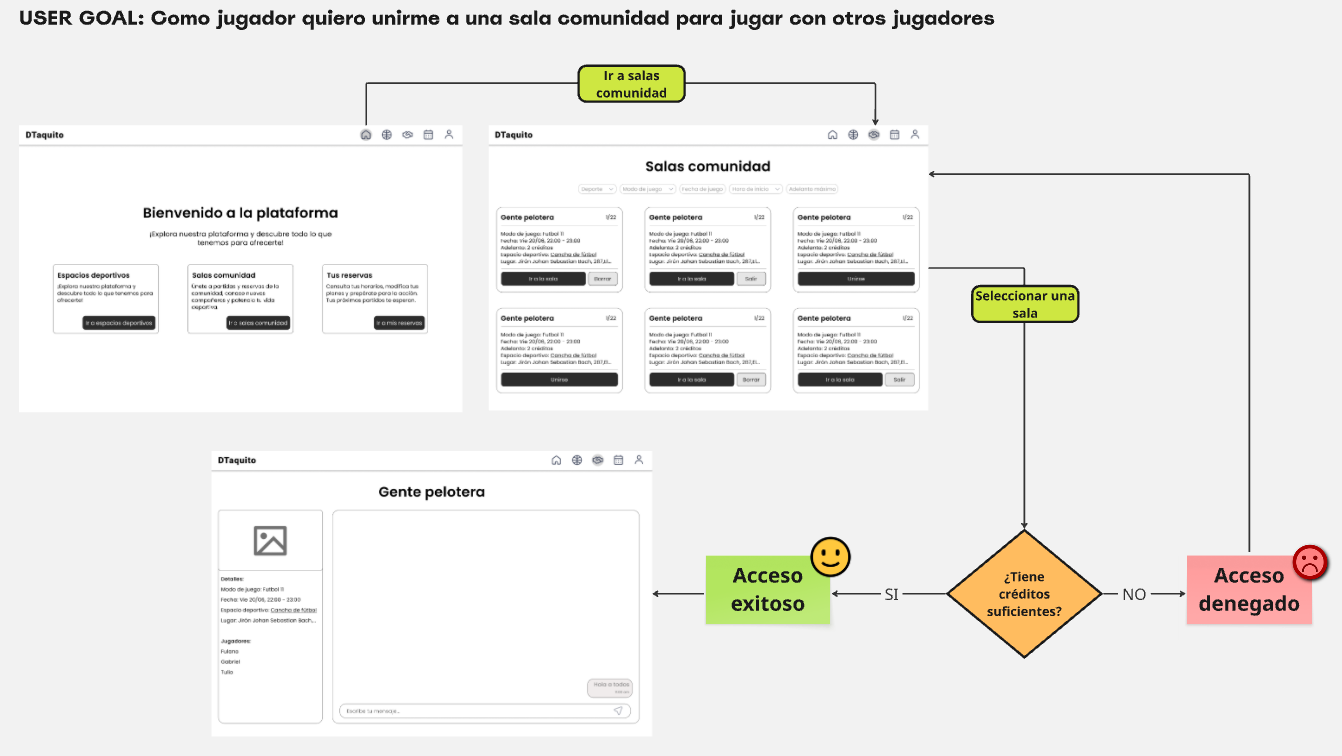 USER GOAL: Como jugador quiero unirme a una sala comunidad para jugar con otros jugadores
Ir a salas
comunidad
DTaquito
Bienvenido a la plataforma
¡Explora nuestra plataforma y descubre todo lo que
tenemos para ofrecerte!
Espacios deportivos
¡Explora nuestra plataforma y
descubre todo lo que tenemos para
ofrecerte!
Ir a espacios deportivos
Salas comunidad
Únete a partidas y reservas de la
comunidad, conoce nuevos
compañeros y potencia tu vida
deportiva
Ir a salas comunidad
Tus reservas
Consulta tus horarios, modifica tus
planes y prepárate para la acción.
Tus próximos partidos te esperan.
Ir a mis reservas
DTaquito
Salas comunidad
Deporte
Modo de juego
Fecha de juego
Hora de inicio
Adelanto máximo
Gente pelotera 1/22
Modo de juego: Futbol 11
Fecha: Vie 20/06, 22:00 - 23:00
Adelanto: 2 créditos
Espacio deportivo: Cancha de fútbol
Lugar: Jirón Johan Sebastian Bach, 287,E...
Ir a la sala
Borrar
Gente pelotera 1/22
Modo de juego: Futbol 11
Fecha: Vie 20/06, 22:00 - 23:00
Adelanto: 2 créditos
Espacio deportivo: Cancha de fútbol
Lugar: Jirón Johan Sebastian Bach, 287,E...
Ir a la sala
Salir
Gente pelotera 1/22
Modo de juego: Futbol 11
Fecha: Vie 20/06, 22:00 - 23:00
Adelanto: 2 créditos
Espacio deportivo: Cancha de fútbol
Lugar: Jirón Johan Sebastian Bach, 287,E...
Unirse
Gente pelotera 1/22
Modo de juego: Futbol 11
Fecha: Vie 20/06, 22:00 - 23:00
Adelanto: 2 créditos
Espacio deportivo: Cancha de fútbol
Lugar: Jirón Johan Sebastian Bach, 287,E...
Unirse
Gente pelotera 1/22
Modo de juego: Futbol 11
Fecha: Vie 20/06, 22:00 - 23:00
Adelanto: 2 créditos
Espacio deportivo: Cancha de fútbol
Lugar: Jirón Johan Sebastian Bach, 287,E...
Ir a la sala
Borrar
Gente pelotera 1/22
Modo de juego: Futbol 11
Fecha: Vie 20/06, 22:00 - 23:00
Adelanto: 2 créditos
Espacio deportivo: Cancha de fútbol
Lugar: Jirón Johan Sebastian Bach, 287,E...
Ir a la sala
Salir
Seleccionar una
sala
¿Tiene
créditos
suficientes?
SI
NO
Acceso
exitoso
Acceso
denegado
DTaquito
Gente pelotera
Detalles:
Modo de juego: Futbol 11
Fecha: Vie 20/06, 22:00 - 23:00
Espacio deportivo: Cancha de fútbol
Lugar: Jirón Johan Sebastian Bach,...
Jugadores:
Fulano
Gabriel
Tulio
Hola a todos
Escribe tu mensaje...